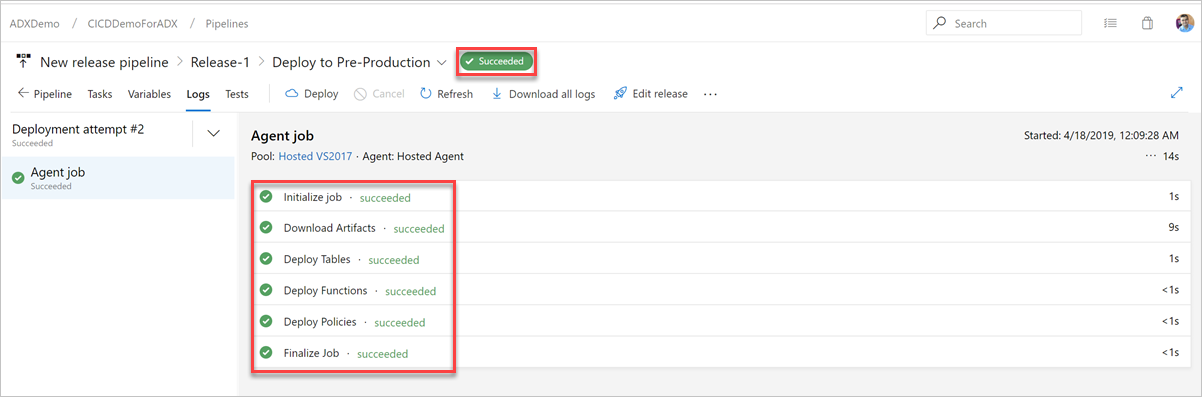 ADXDemo / CICDDemoForADX / Pipelines
Search
New release pipeline > Release-1 > Deploy to Pre-Production
Succeeded
Pipeline Tasks Variables Logs Tests Deploy Cancel Refresh Download all logs Edit release ...
Deployment attempt #2
Succeeded
Agent job
Succeeded
Agent job
Started: 4/18/2019, 12:09:28 AM
Pool: Hosted VS2017 · Agent: Hosted Agent
... 14s
Initialize job · succeeded 1s
Download Artifacts · succeeded 9s
Deploy Tables · succeeded 1s
Deploy Functions · succeeded <1s
Deploy Policies · succeeded <1s
Finalize Job · succeeded <1s